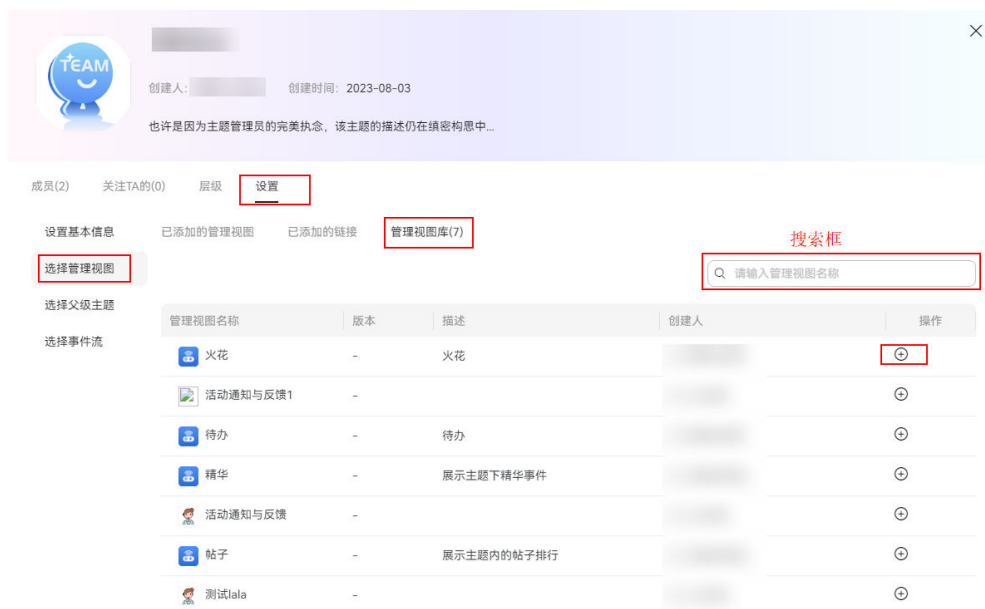 TEAM
创建人: 创建时间: 2023-08-03
也许是因为主题管理员的完美执念，该主题的描述仍在缜密构思中...
成员(2) 关注TA的(0) 层级 设置
设置基本信息 已添加的管理视图 已添加的链接 管理视图库(7)
搜索框
选择管理视图 请输入管理视图名称
选择父级主题
管理视图名称 版本 描述 创建人 操作
选择事件流
火花 - 火花
活动通知与反馈1 -
待办 - 待办
精华 - 展示主题下精华事件
活动通知与反馈 -
帖子 - 展示主题内的帖子排行
测试lala -